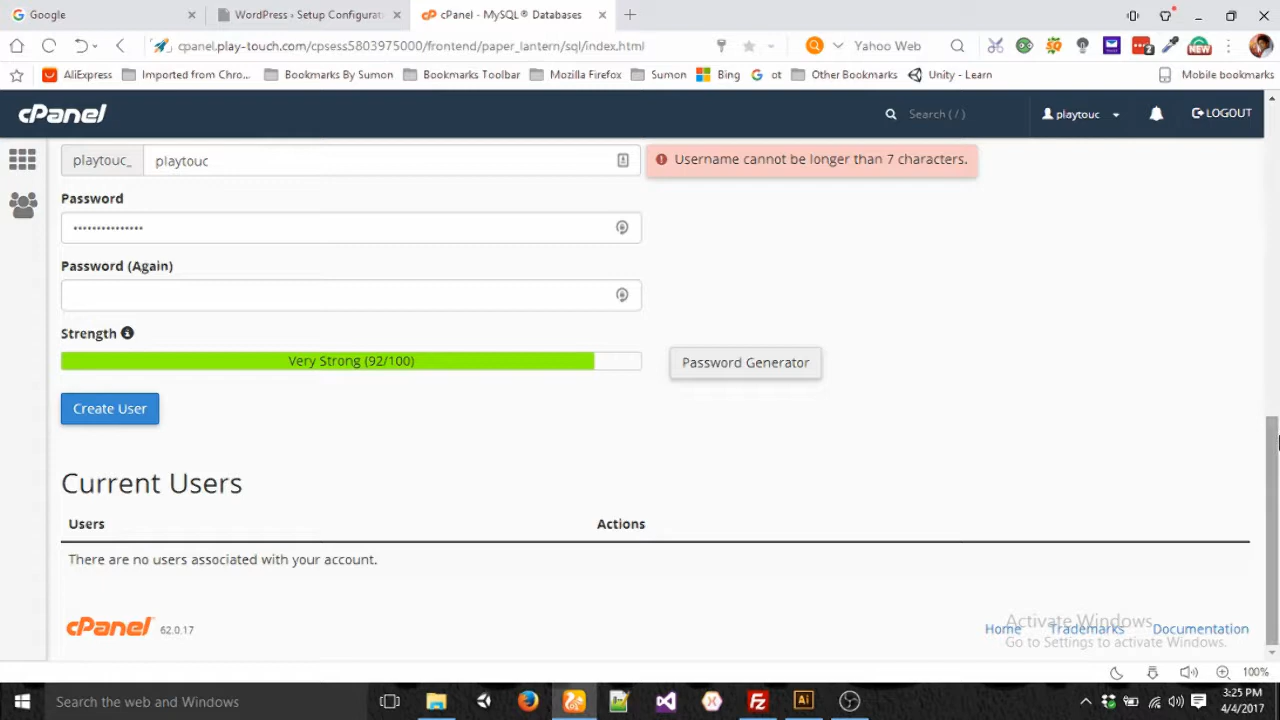 Google
WordPress › Setup Configurat
cPanel - MySQL® Databases
cpanel.play-touch.com/cpsess5803975000/frontend/paper_lantern/sql/index.html
Yahoo Web
AliExpress
Imported from Chro...
Bookmarks By Sumon
Bookmarks Toolbar
Mozilla Firefox
Sumon
Bing
ot
Other Bookmarks
Unity - Learn
Mobile bookmarks
cPanel
Search ( / )
playtouc
LOGOUT
playtouc_
playtouc
Username cannot be longer than 7 characters.
Password
•••••••••••••••
Password (Again)
Strength
Very Strong (92/100)
Password Generator
Create User
Current Users
Users
Actions
There are no users associated with your account.
cPanel 62.0.17
Home
Trademarks
Documentation
Activate Windows
Go to Settings to activate Windows.
100%
Search the web and Windows
3:25 PM
4/4/2017